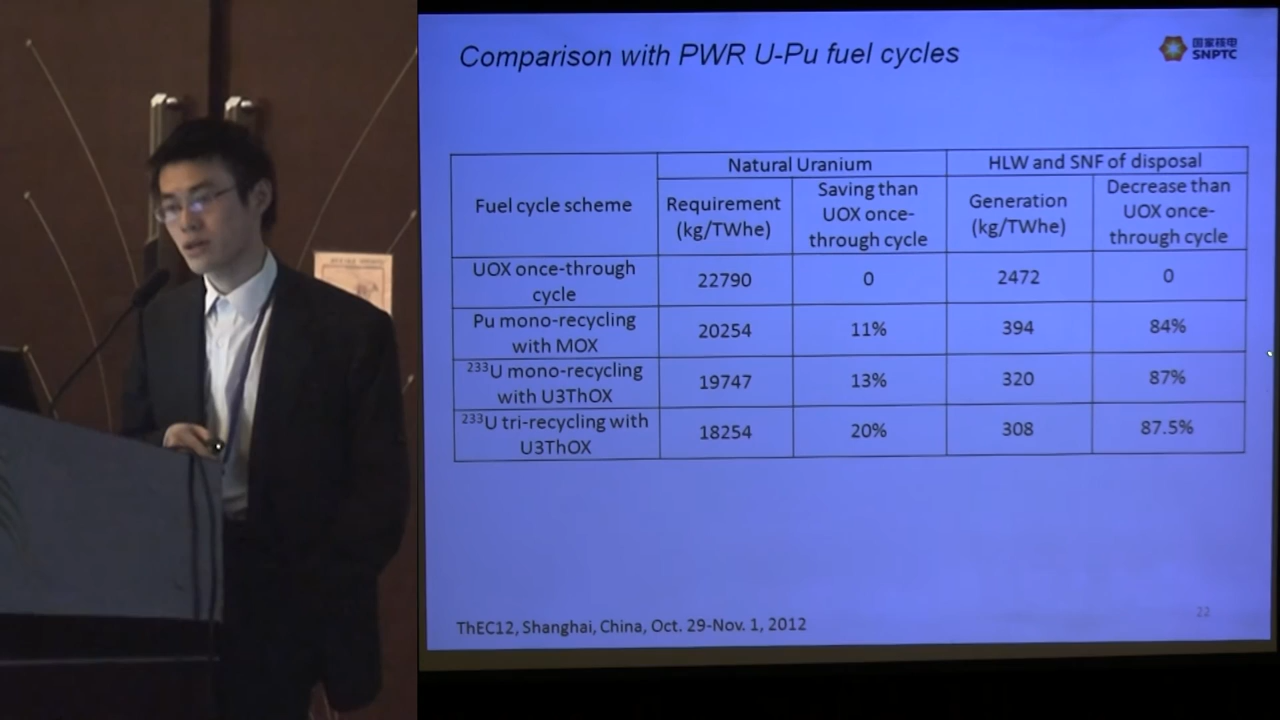 Comparison with PWR U-Pu fuel cycles
国家核电
SNPTC
Fuel cycle scheme
Natural Uranium
HLW and SNF of disposal
Requirement
(kg/TWhe)
Saving than
UOX once-
through cycle
Generation
(kg/TWhe)
Decrease than
UOX once-
through cycle
UOX once-through
cycle
22790
0
2472
0
Pu mono-recycling
with MOX
20254
11%
394
84%
²³³U mono-recycling
with U3ThOX
19747
13%
320
87%
²³³U tri-recycling with
U3ThOX
18254
20%
308
87.5%
22
ThEC12, Shanghai, China, Oct. 29-Nov. 1, 2012